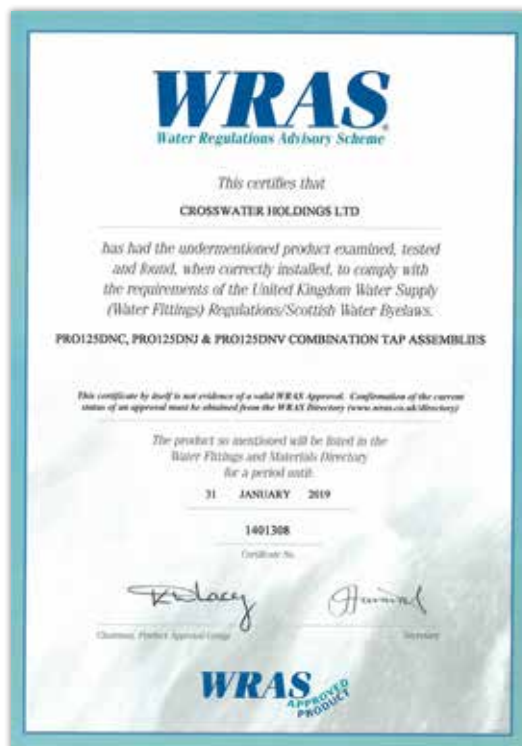 WRAS®
Water Regulations Advisory Scheme
This certifies that
CROSSWATER HOLDINGS LTD
has had the undermentioned product examined, tested
and found, when correctly installed, to comply with
the requirements of the United Kingdom Water Supply
(Water Fittings) Regulations/Scottish Water Byelaws.
PRO125DNC, PRO125DNJ & PRO125DNV COMBINATION TAP ASSEMBLIES
This certificate by itself is not evidence of a valid WRAS Approval. Confirmation of the current
status of an approval must be obtained from the WRAS Directory (www.wras.co.uk/directory)
The product so mentioned will be listed in the
Water Fittings and Materials Directory
for a period until:
31 JANUARY 2019
1401308
Certificate No.
Chairman, Product Approval Group
Secretary
WRAS
APPROVED
PRODUCT